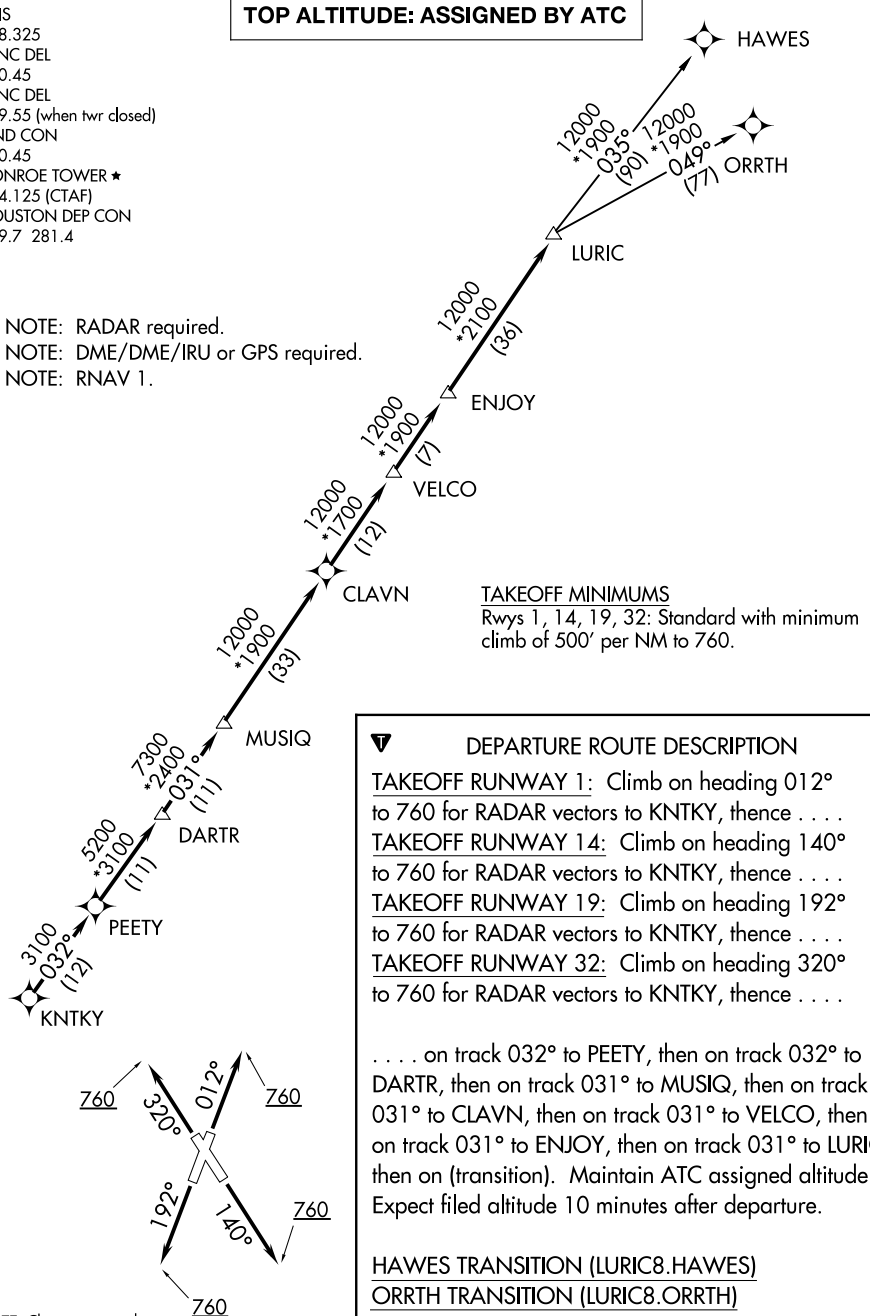 TOP ALTITUDE: ASSIGNED BY ATC
8.325
NC DEL
0.45
NC DEL
9.55 (when twr closed)
ND CON
0.45
ONROE TOWER ★
4.125 (CTAF)
OUSTON DEP CON
9.7 281.4
NOTE: RADAR required.
NOTE: DME/DME/IRU or GPS required.
NOTE: RNAV 1.
HAWES
12000
*1900
035°
(90)
12000
*1900
049°
(77)
ORRTH
LURIC
12000
*2100
(36)
ENJOY
12000
*1900
(7)
VELCO
12000
*1700
(12)
CLAVN
12000
*1900
(33)
MUSIQ
7300
*2400
031°
(11)
DARTR
5200
*3100
(11)
PEETY
3100
032°
(12)
KNTKY
TAKEOFF MINIMUMS
Rwys 1, 14, 19, 32: Standard with minimum
climb of 500' per NM to 760.
760
320°
012°
760
192°
140°
760
760
T
DEPARTURE ROUTE DESCRIPTION
TAKEOFF RUNWAY 1: Climb on heading 012°
to 760 for RADAR vectors to KNTKY, thence . . . .
TAKEOFF RUNWAY 14: Climb on heading 140°
to 760 for RADAR vectors to KNTKY, thence . . . .
TAKEOFF RUNWAY 19: Climb on heading 192°
to 760 for RADAR vectors to KNTKY, thence . . . .
TAKEOFF RUNWAY 32: Climb on heading 320°
to 760 for RADAR vectors to KNTKY, thence . . . .
. . . . on track 032° to PEETY, then on track 032° to
DARTR, then on track 031° to MUSIQ, then on track
031° to CLAVN, then on track 031° to VELCO, then
on track 031° to ENJOY, then on track 031° to LURI
then on (transition). Maintain ATC assigned altitude
Expect filed altitude 10 minutes after departure.
HAWES TRANSITION (LURIC8.HAWES)
ORRTH TRANSITION (LURIC8.ORRTH)